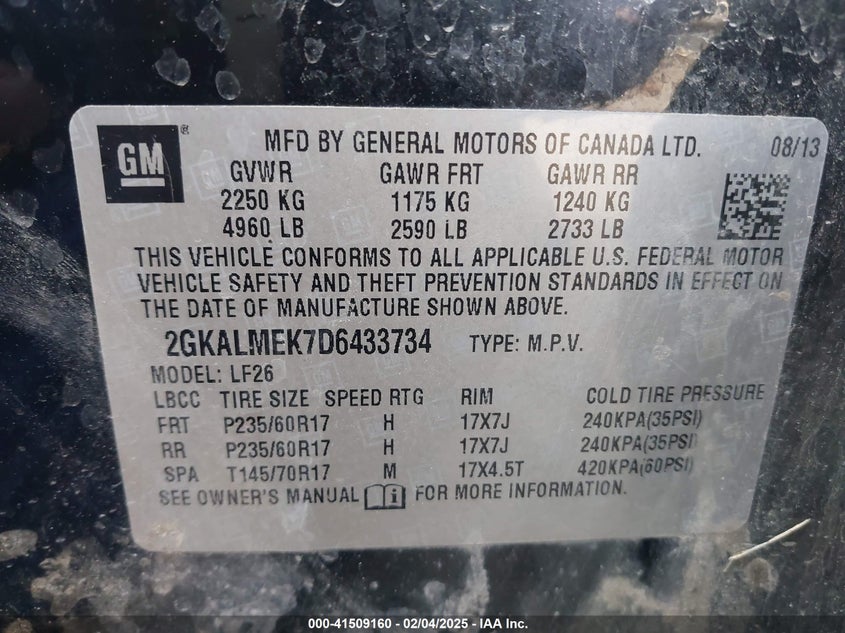 GM ® MFD BY GENERAL MOTORS OF CANADA LTD. 08/13
GVWR GAWR FRT GAWR RR
2250 KG 1175 KG 1240 KG
4960 LB 2590 LB 2733 LB
THIS VEHICLE CONFORMS TO ALL APPLICABLE U.S. FEDERAL MOTOR
VEHICLE SAFETY AND THEFT PREVENTION STANDARDS IN EFFECT ON
THE DATE OF MANUFACTURE SHOWN ABOVE.
2GKALMEK7D6433734 TYPE: M.P.V.
MODEL: LF26
LBCC TIRE SIZE SPEED RTG RIM COLD TIRE PRESSURE
FRT P235/60R17 H 17X7J 240KPA(35PSI)
RR P235/60R17 H 17X7J 240KPA(35PSI)
SPA T145/70R17 M 17X4.5T 420KPA(60PSI)
SEE OWNER'S MANUAL i FOR MORE INFORMATION.
000-41509160 - 02/04/2025 - IAA Inc.